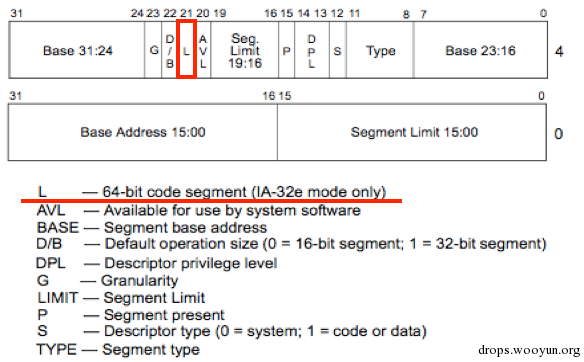 31 24 23 22 21 20 19 16 15 14 13 12 11 8 7 0
Base 31:24 G D/B L AVL Seg. Limit 19:16 P DPL S Type Base 23:16 4
31 16 15 0
Base Address 15:00 Segment Limit 15:00 0
L — 64-bit code segment (IA-32e mode only)
AVL — Available for use by system software
BASE — Segment base address
D/B — Default operation size (0 = 16-bit segment; 1 = 32-bit segment)
DPL — Descriptor privilege level
G — Granularity
LIMIT — Segment Limit
P — Segment present
S — Descriptor type (0 = system; 1 = code or data)
TYPE — Segment type
drops.wooyun.org